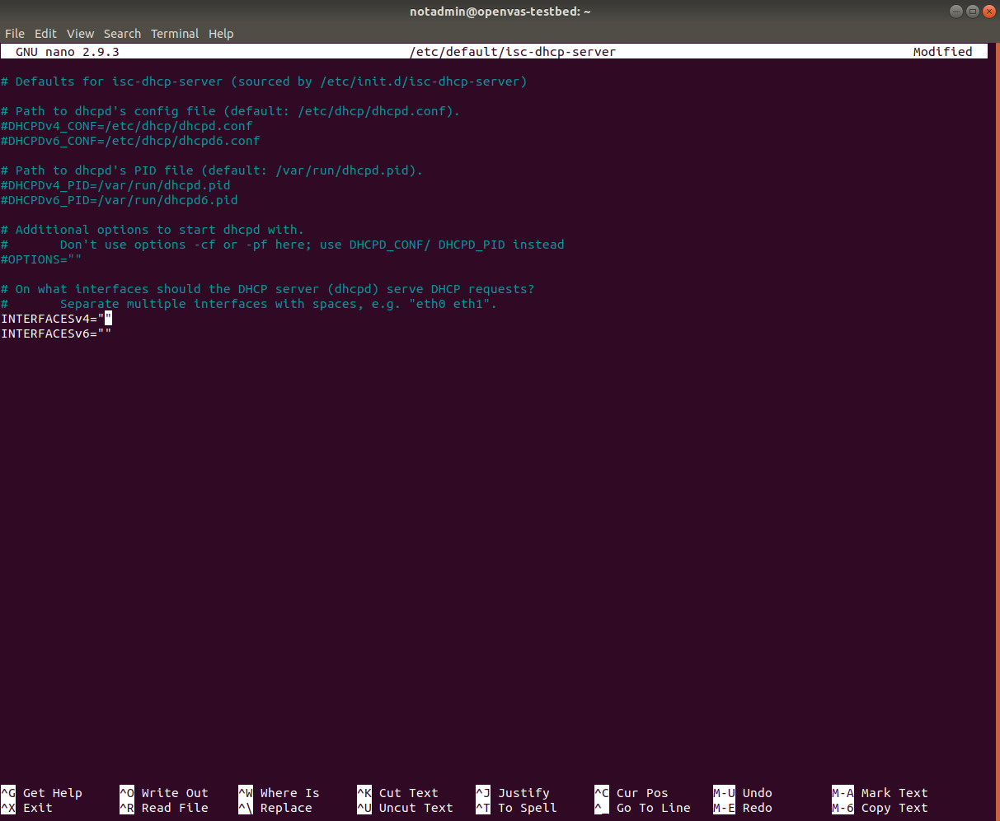 notadmin@openvas-testbed: ~
File Edit View Search Terminal Help
GNU nano 2.9.3 /etc/default/isc-dhcp-server Modified
# Defaults for isc-dhcp-server (sourced by /etc/init.d/isc-dhcp-server)
# Path to dhcpd's config file (default: /etc/dhcp/dhcpd.conf).
#DHCPDv4_CONF=/etc/dhcp/dhcpd.conf
#DHCPDv6_CONF=/etc/dhcp/dhcpd6.conf
# Path to dhcpd's PID file (default: /var/run/dhcpd.pid).
#DHCPDv4_PID=/var/run/dhcpd.pid
#DHCPDv6_PID=/var/run/dhcpd6.pid
# Additional options to start dhcpd with.
#       Don't use options -cf or -pf here; use DHCPD_CONF/ DHCPD_PID instead
#OPTIONS=""
# On what interfaces should the DHCP server (dhcpd) serve DHCP requests?
#       Separate multiple interfaces with spaces, e.g. "eth0 eth1".
INTERFACESv4=""
INTERFACESv6=""
^G Get Help ^O Write Out ^W Where Is ^K Cut Text ^J Justify ^C Cur Pos M-U Undo M-A Mark Text
^X Exit ^R Read File ^\ Replace ^U Uncut Text ^T To Spell ^_ Go To Line M-E Redo M-6 Copy Text